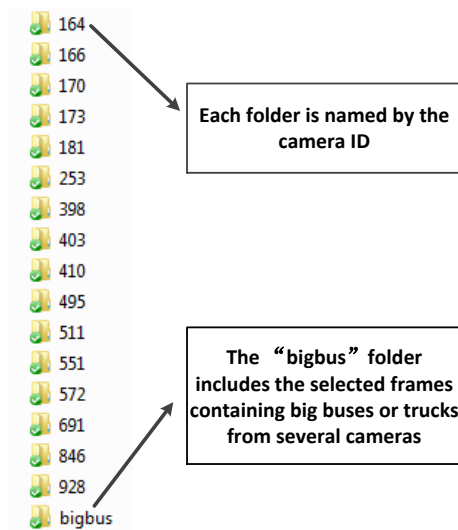 164
166
170
173
181
253
398
403
410
495
511
551
572
691
846
928
bigbus
Each folder is named by the
camera ID
The “bigbus” folder
includes the selected frames
containing big buses or trucks
from several cameras